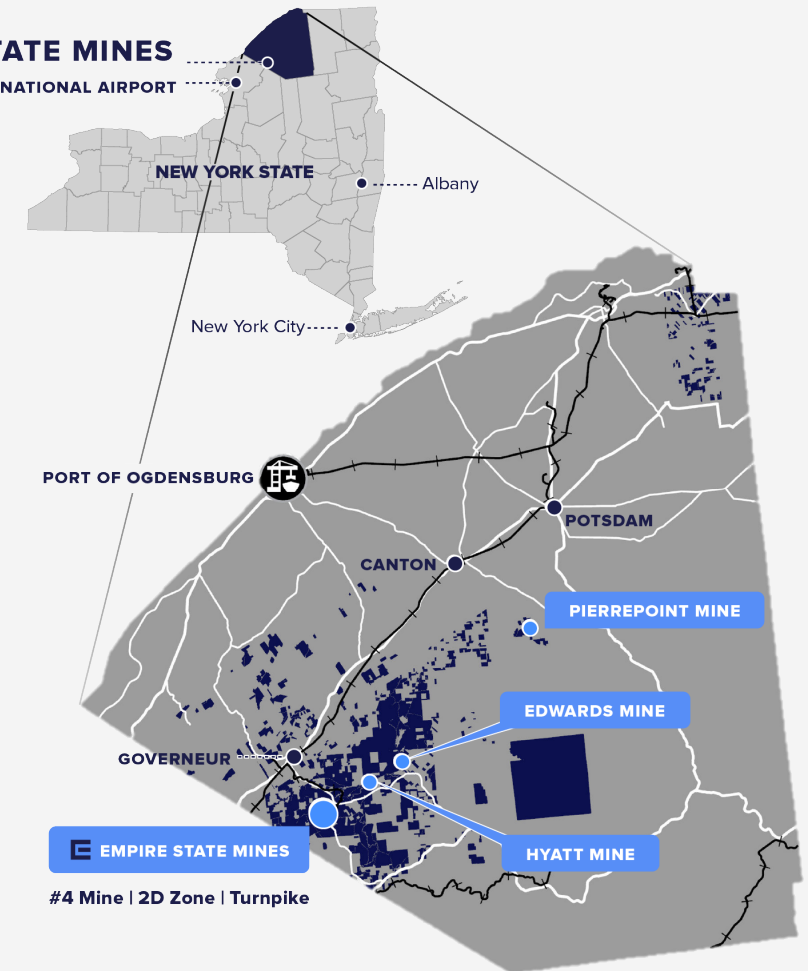 TATE MINES
NATIONAL AIRPORT
NEW YORK STATE
Albany
New York City
PORT OF OGDENSBURG
POTSDAM
CANTON
PIERREPOINT MINE
EDWARDS MINE
GOVERNEUR
EMPIRE STATE MINES
HYATT MINE
#4 Mine | 2D Zone | Turnpike